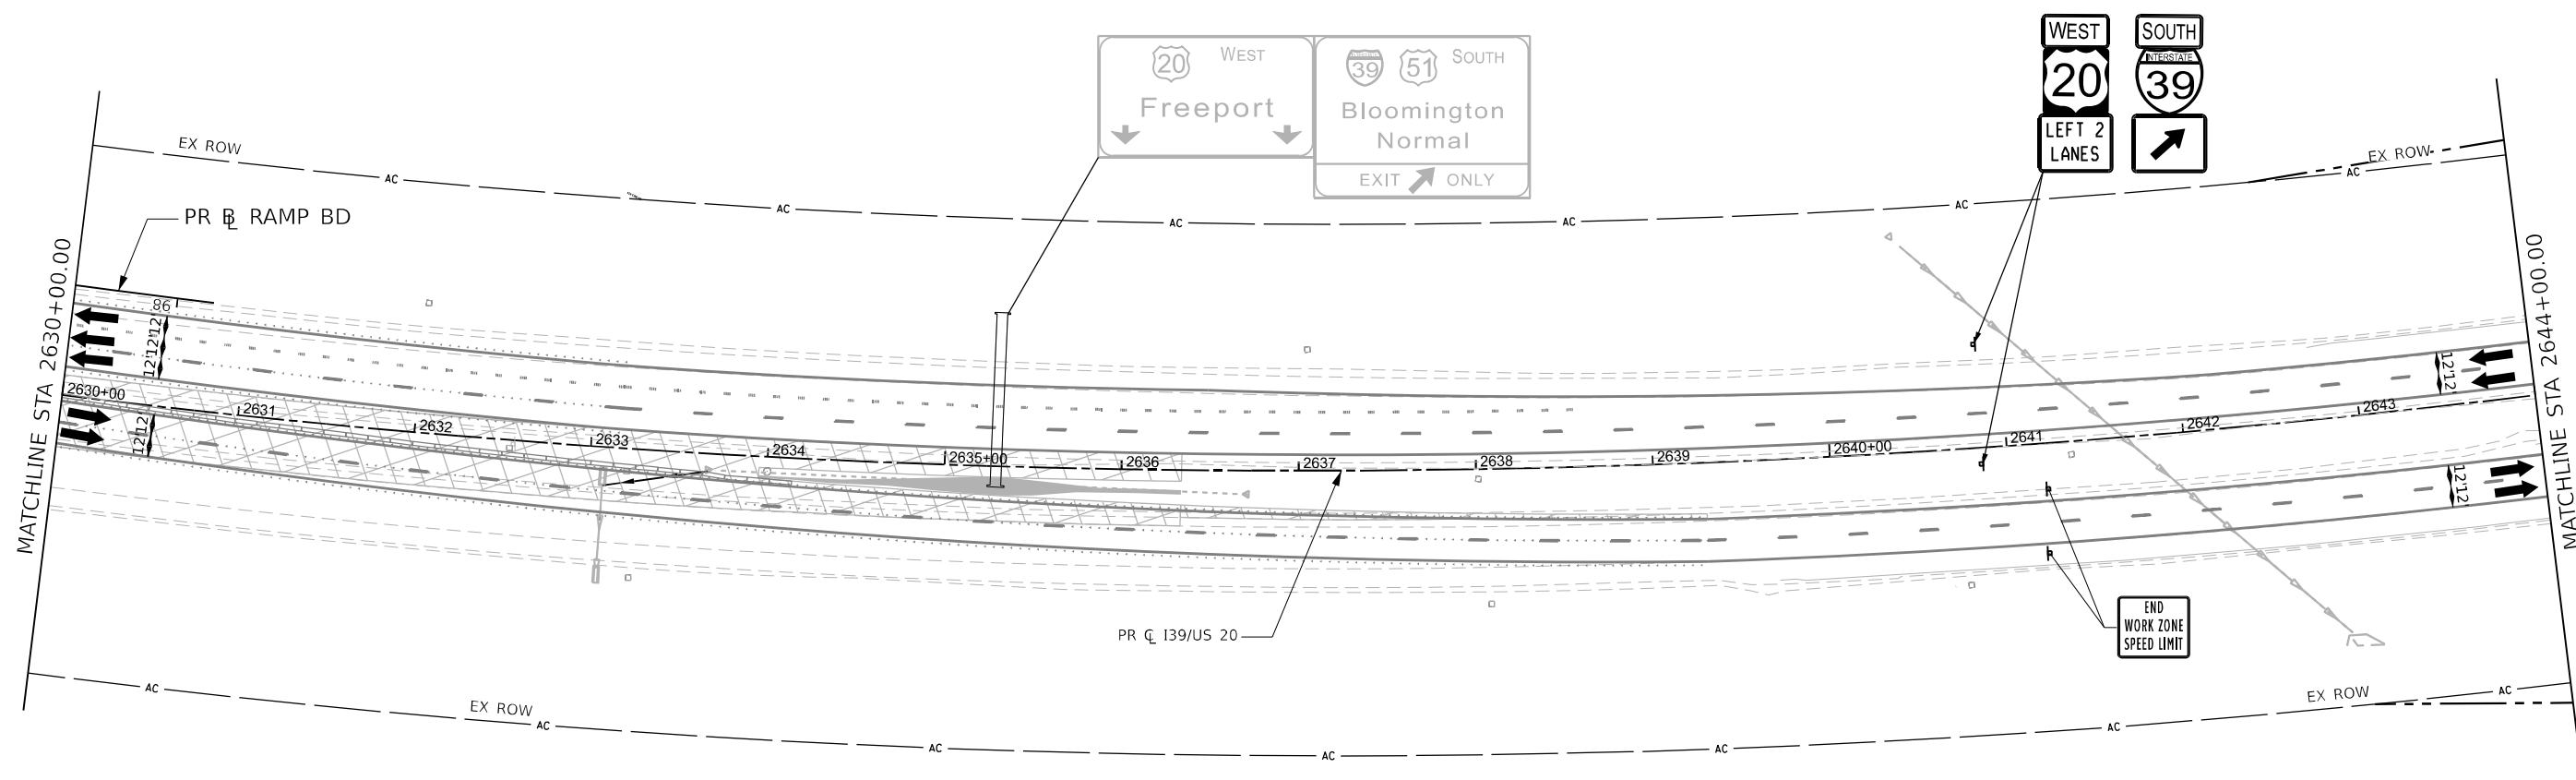 WEST
20
LEFT 2
LANES
SOUTH
INTERSTATE
39
20 WEST
Freeport
39 51 SOUTH
Bloomington
Normal
EXIT ONLY
EX ROW
EX ROW
AC
AC
AC
AC
AC
AC
PR BL RAMP BD
MATCHLINE STA 2630+00.00
MATCHLINE STA 2644+00.00
86
12'
12'
12'
12'
12'
12'
12'
12'
12'
2630+00
2631
2632
2633
2634
2635+00
2636
2637
2638
2639
2640+00
2641
2642
2643
PR CL I39/US 20
END
WORK ZONE
SPEED LIMIT
EX ROW
EX ROW
AC
AC
AC
AC
AC
AC
AC